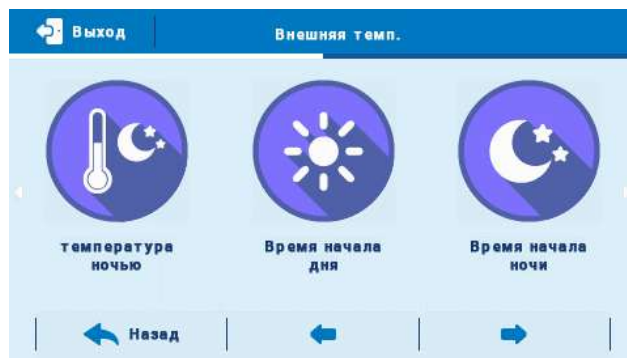 Выход
Внешняя темп.
температура
ночью
Время начала
дня
Время начала
ночи
Назад